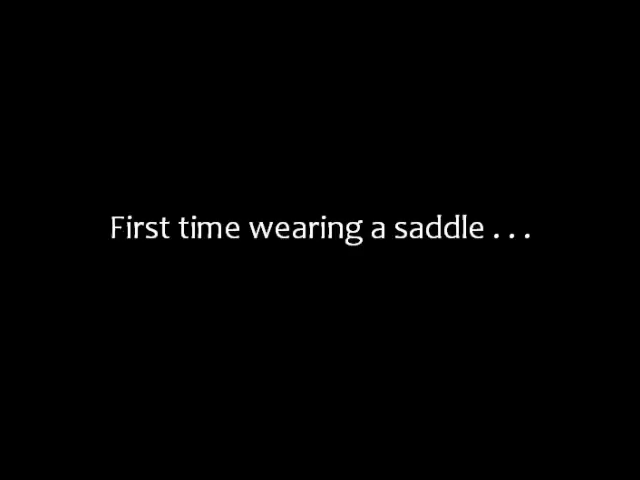 First time wearing a saddle . . .